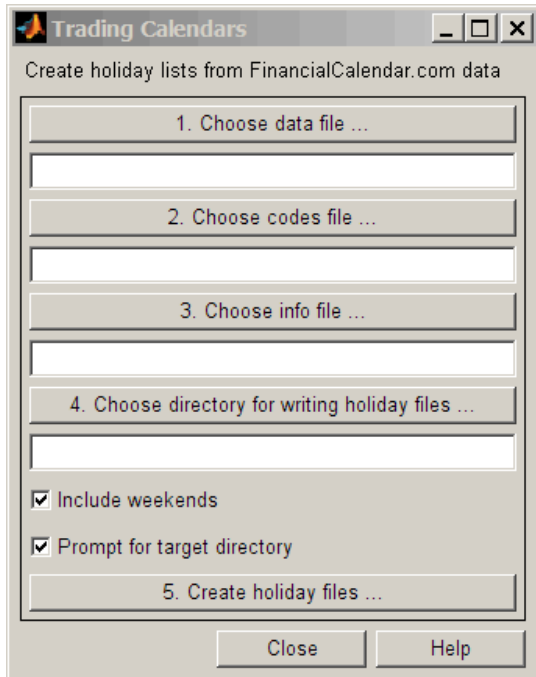 Trading Calendars
Create holiday lists from FinancialCalendar.com data
1. Choose data file ...
2. Choose codes file ...
3. Choose info file ...
4. Choose directory for writing holiday files ...
Include weekends
Prompt for target directory
5. Create holiday files ...
Close Help